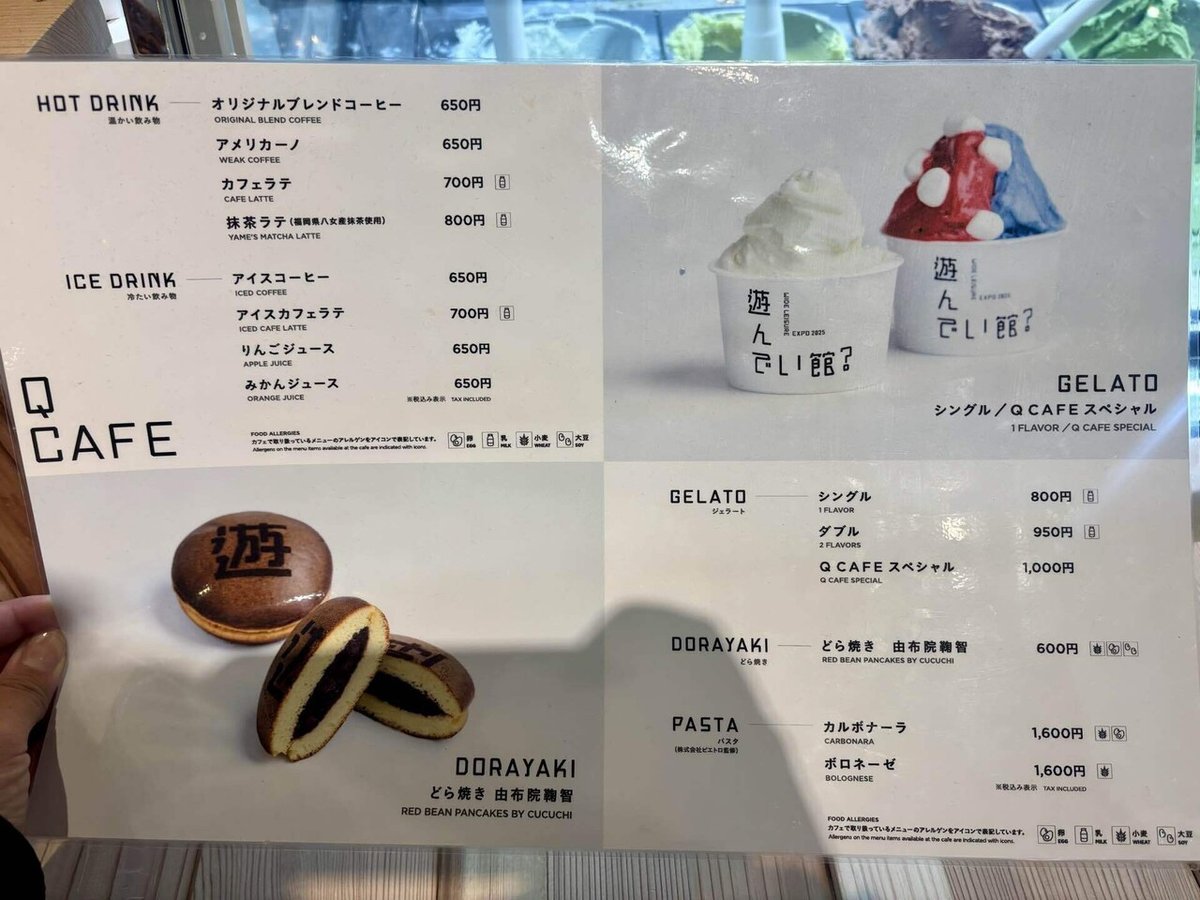 HOT DRINK
温かい飲み物
オリジナルブレンドコーヒー 650円
ORIGINAL BLEND COFFEE
アメリカーノ 650円
WEAK COFFEE
カフェラテ 700円
CAFE LATTE
抹茶ラテ(福岡県八女産抹茶使用) 800円
YAME'S MATCHA LATTE
ICE DRINK
冷たい飲み物
アイスコーヒー 650円
ICED COFFEE
アイスカフェラテ 700円
ICED CAFE LATTE
りんごジュース 650円
APPLE JUICE
みかんジュース 650円
ORANGE JUICE
※税込み表示 TAX INCLUDED
Q
CAFE
FOOD ALLERGIES
カフェで取り扱っているメニューのアレルゲンをアイコンで表記しています。
Allergens on the menu items available at the cafe are indicated with icons.
卵 EGG 乳 MILK 小麦 WHEAT 大豆 SOY
遊んでい館?
WIDE LEISURE EXPO 2025
遊んでい館?
WIDE LEISURE EXPO 2025
GELATO
シングル/Q CAFE スペシャル
1 FLAVOR / Q CAFE SPECIAL
遊
DORAYAKI
どら焼き 由布院鞠智
RED BEAN PANCAKES BY CUCUCHI
GELATO
ジェラート
シングル 800円
1 FLAVOR
ダブル 950円
2 FLAVORS
Q CAFE スペシャル 1,000円
Q CAFE SPECIAL
DORAYAKI
どら焼き
どら焼き 由布院鞠智 600円
RED BEAN PANCAKES BY CUCUCHI
PASTA
パスタ
(株式会社ピエトロ監修)
カルボナーラ 1,600円
CARBONARA
ボロネーゼ 1,600円
BOLOGNESE
※税込み表示 TAX INCLUDED
FOOD ALLERGIES
カフェで取り扱っているメニューのアレルゲンをアイコンで表記しています。
Allergens on the menu items available at the cafe are indicated with icons.
卵 EGG 乳 MILK 小麦 WHEAT 大豆 SOY